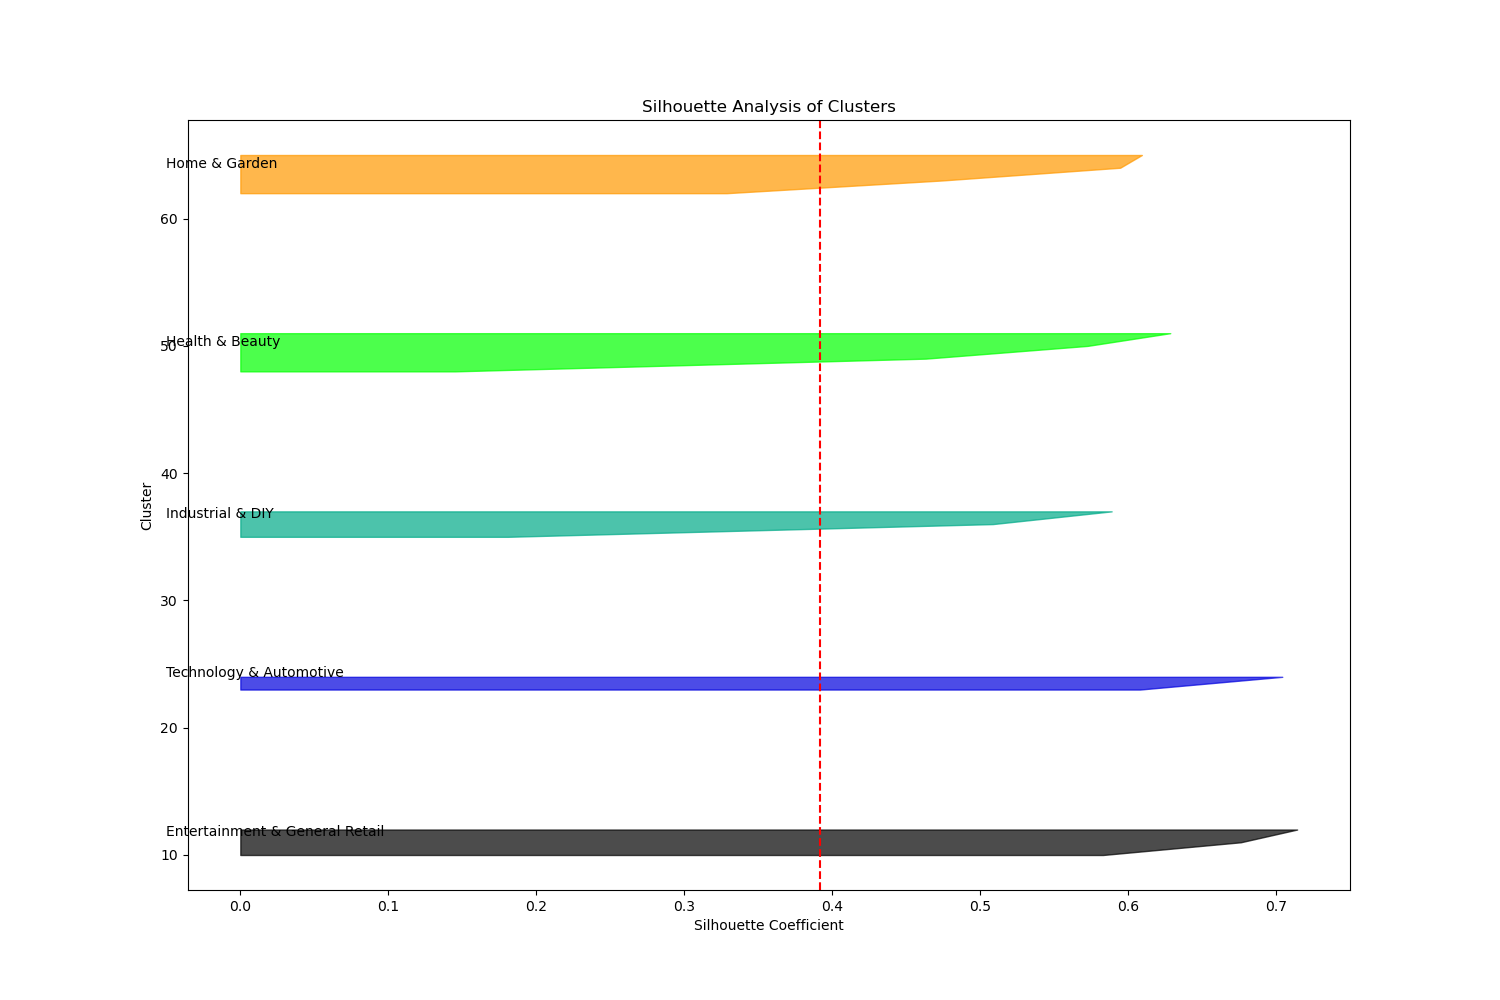 Silhouette Analysis of Clusters
Home & Garden
60
Health & Beauty
50
40
Cluster
Industrial & DIY
30
Technology & Automotive
20
Entertainment & General Retail
10
0.0 0.1 0.2 0.3 0.4 0.5 0.6 0.7
Silhouette Coefficient